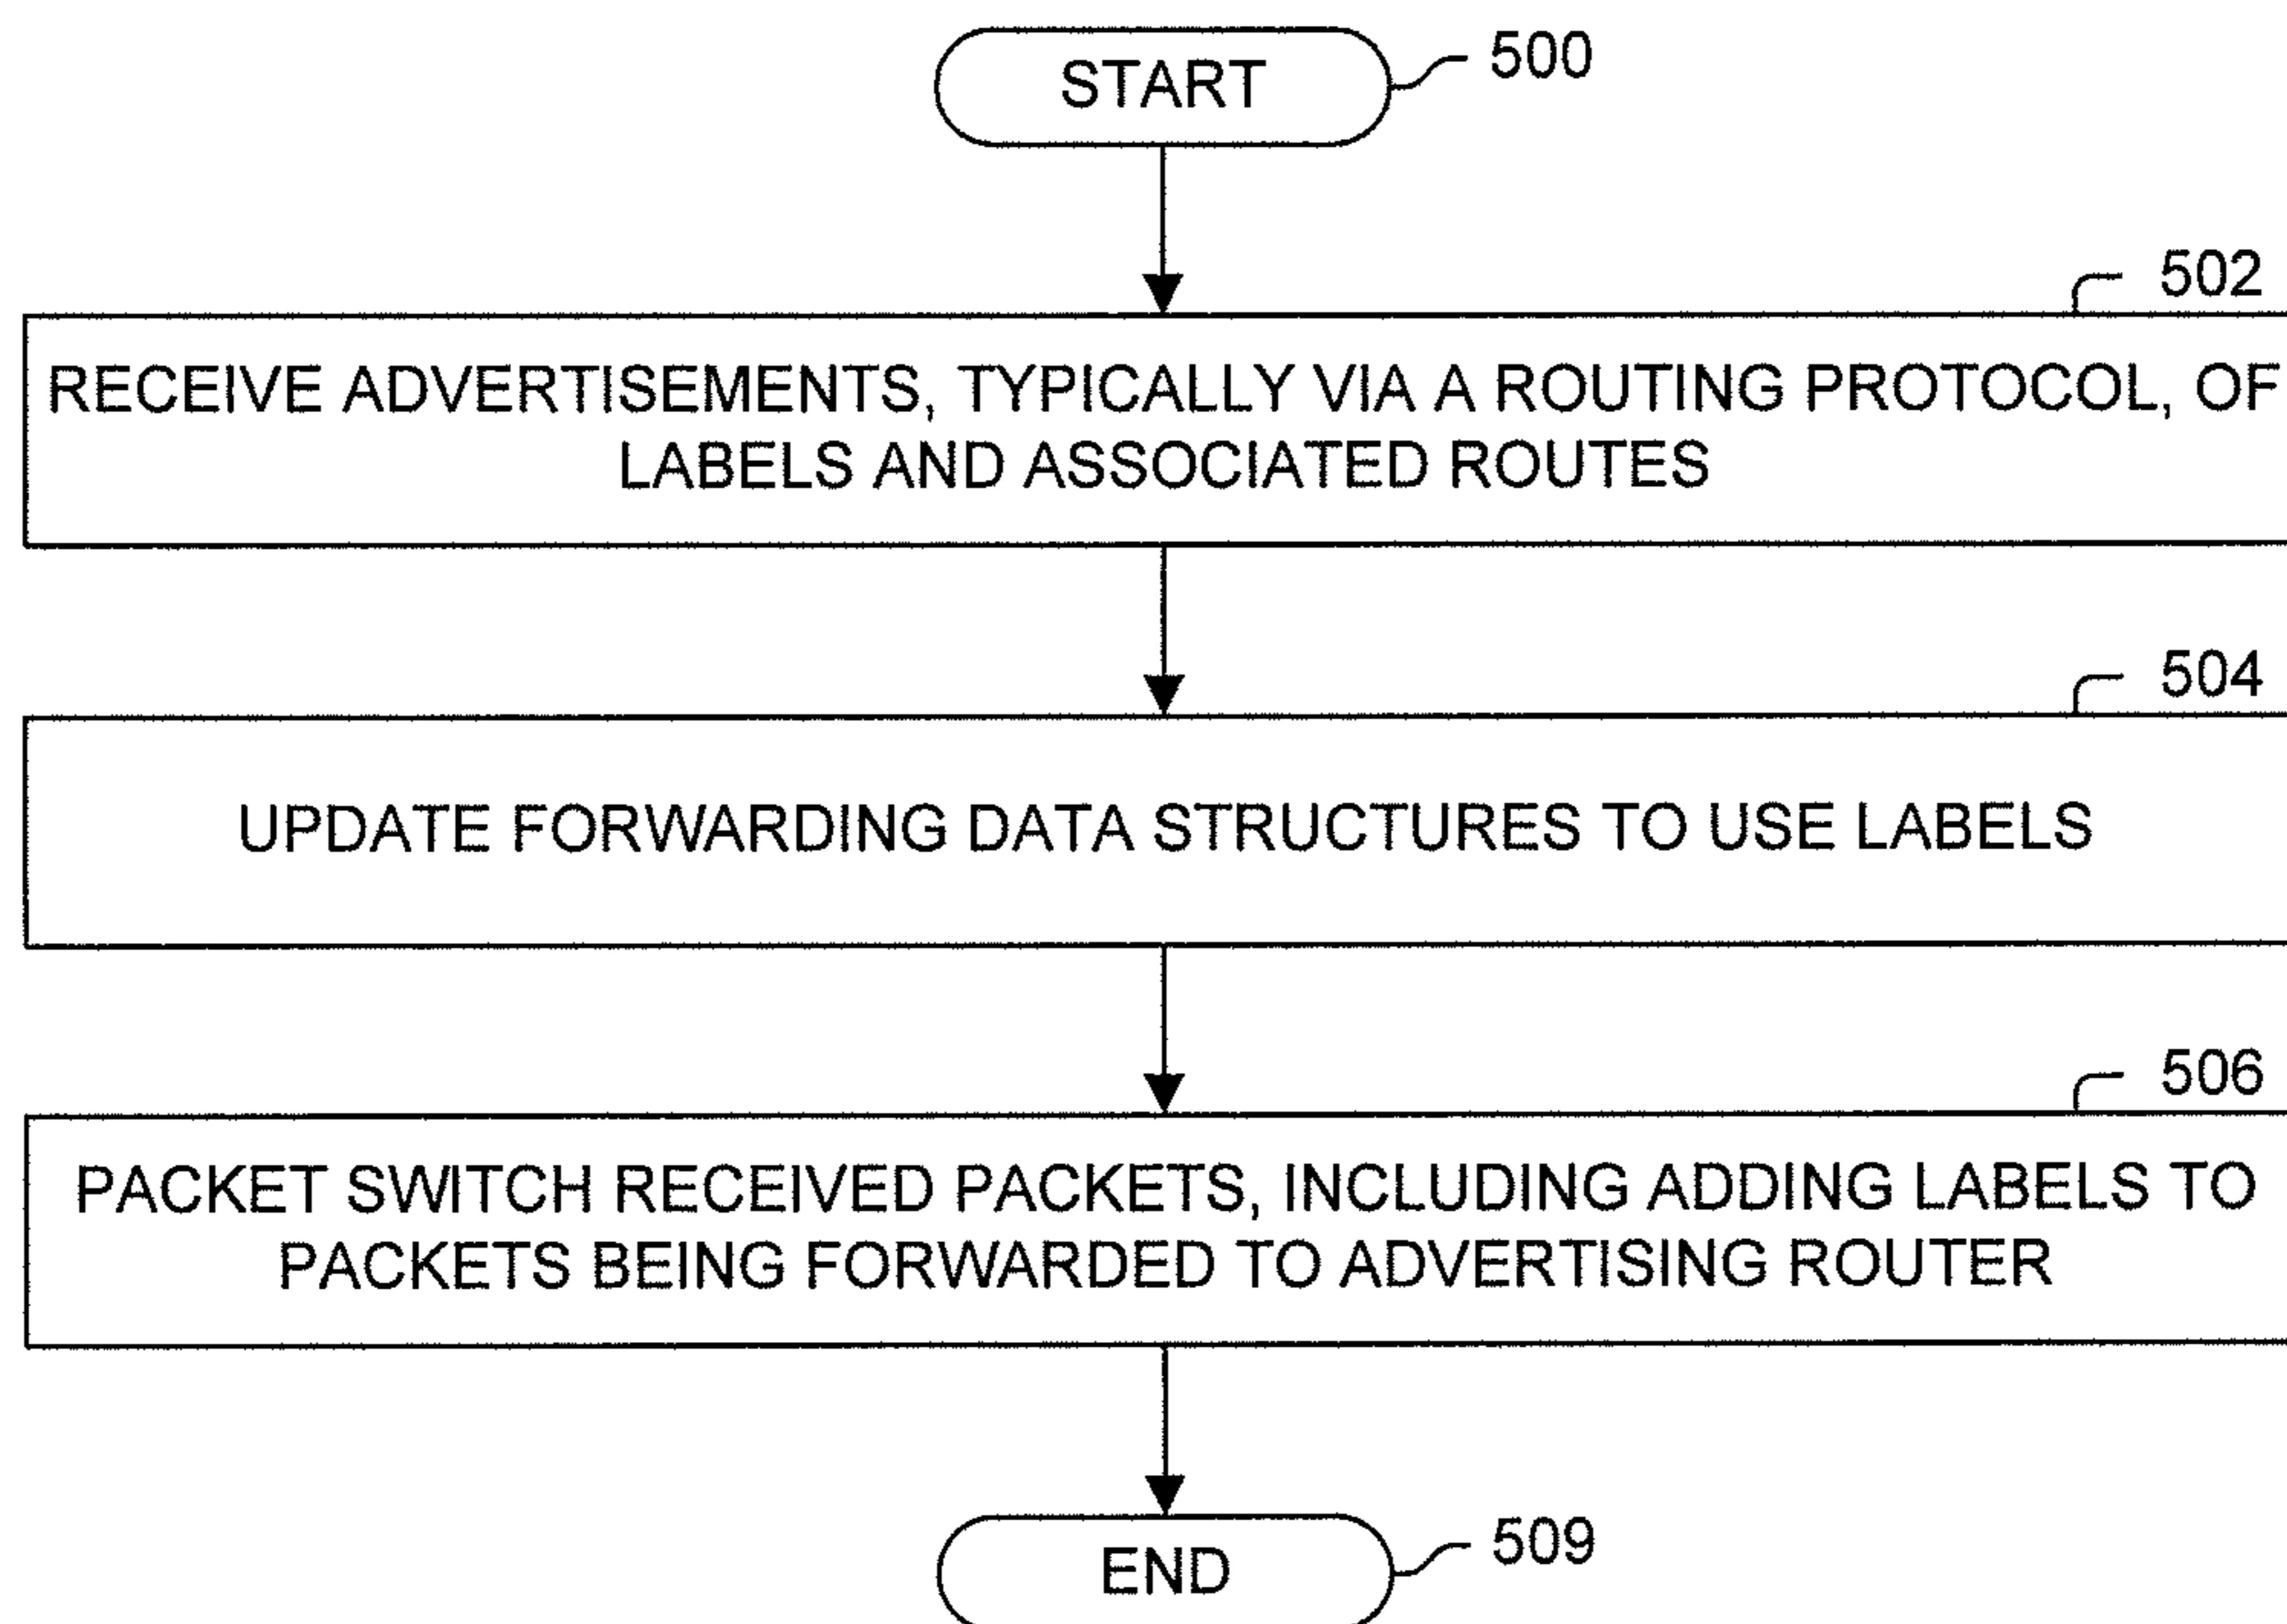 START
500
502
RECEIVE ADVERTISEMENTS, TYPICALLY VIA A ROUTING PROTOCOL, OF
LABELS AND ASSOCIATED ROUTES
504
UPDATE FORWARDING DATA STRUCTURES TO USE LABELS
506
PACKET SWITCH RECEIVED PACKETS, INCLUDING ADDING LABELS TO
PACKETS BEING FORWARDED TO ADVERTISING ROUTER
END
509